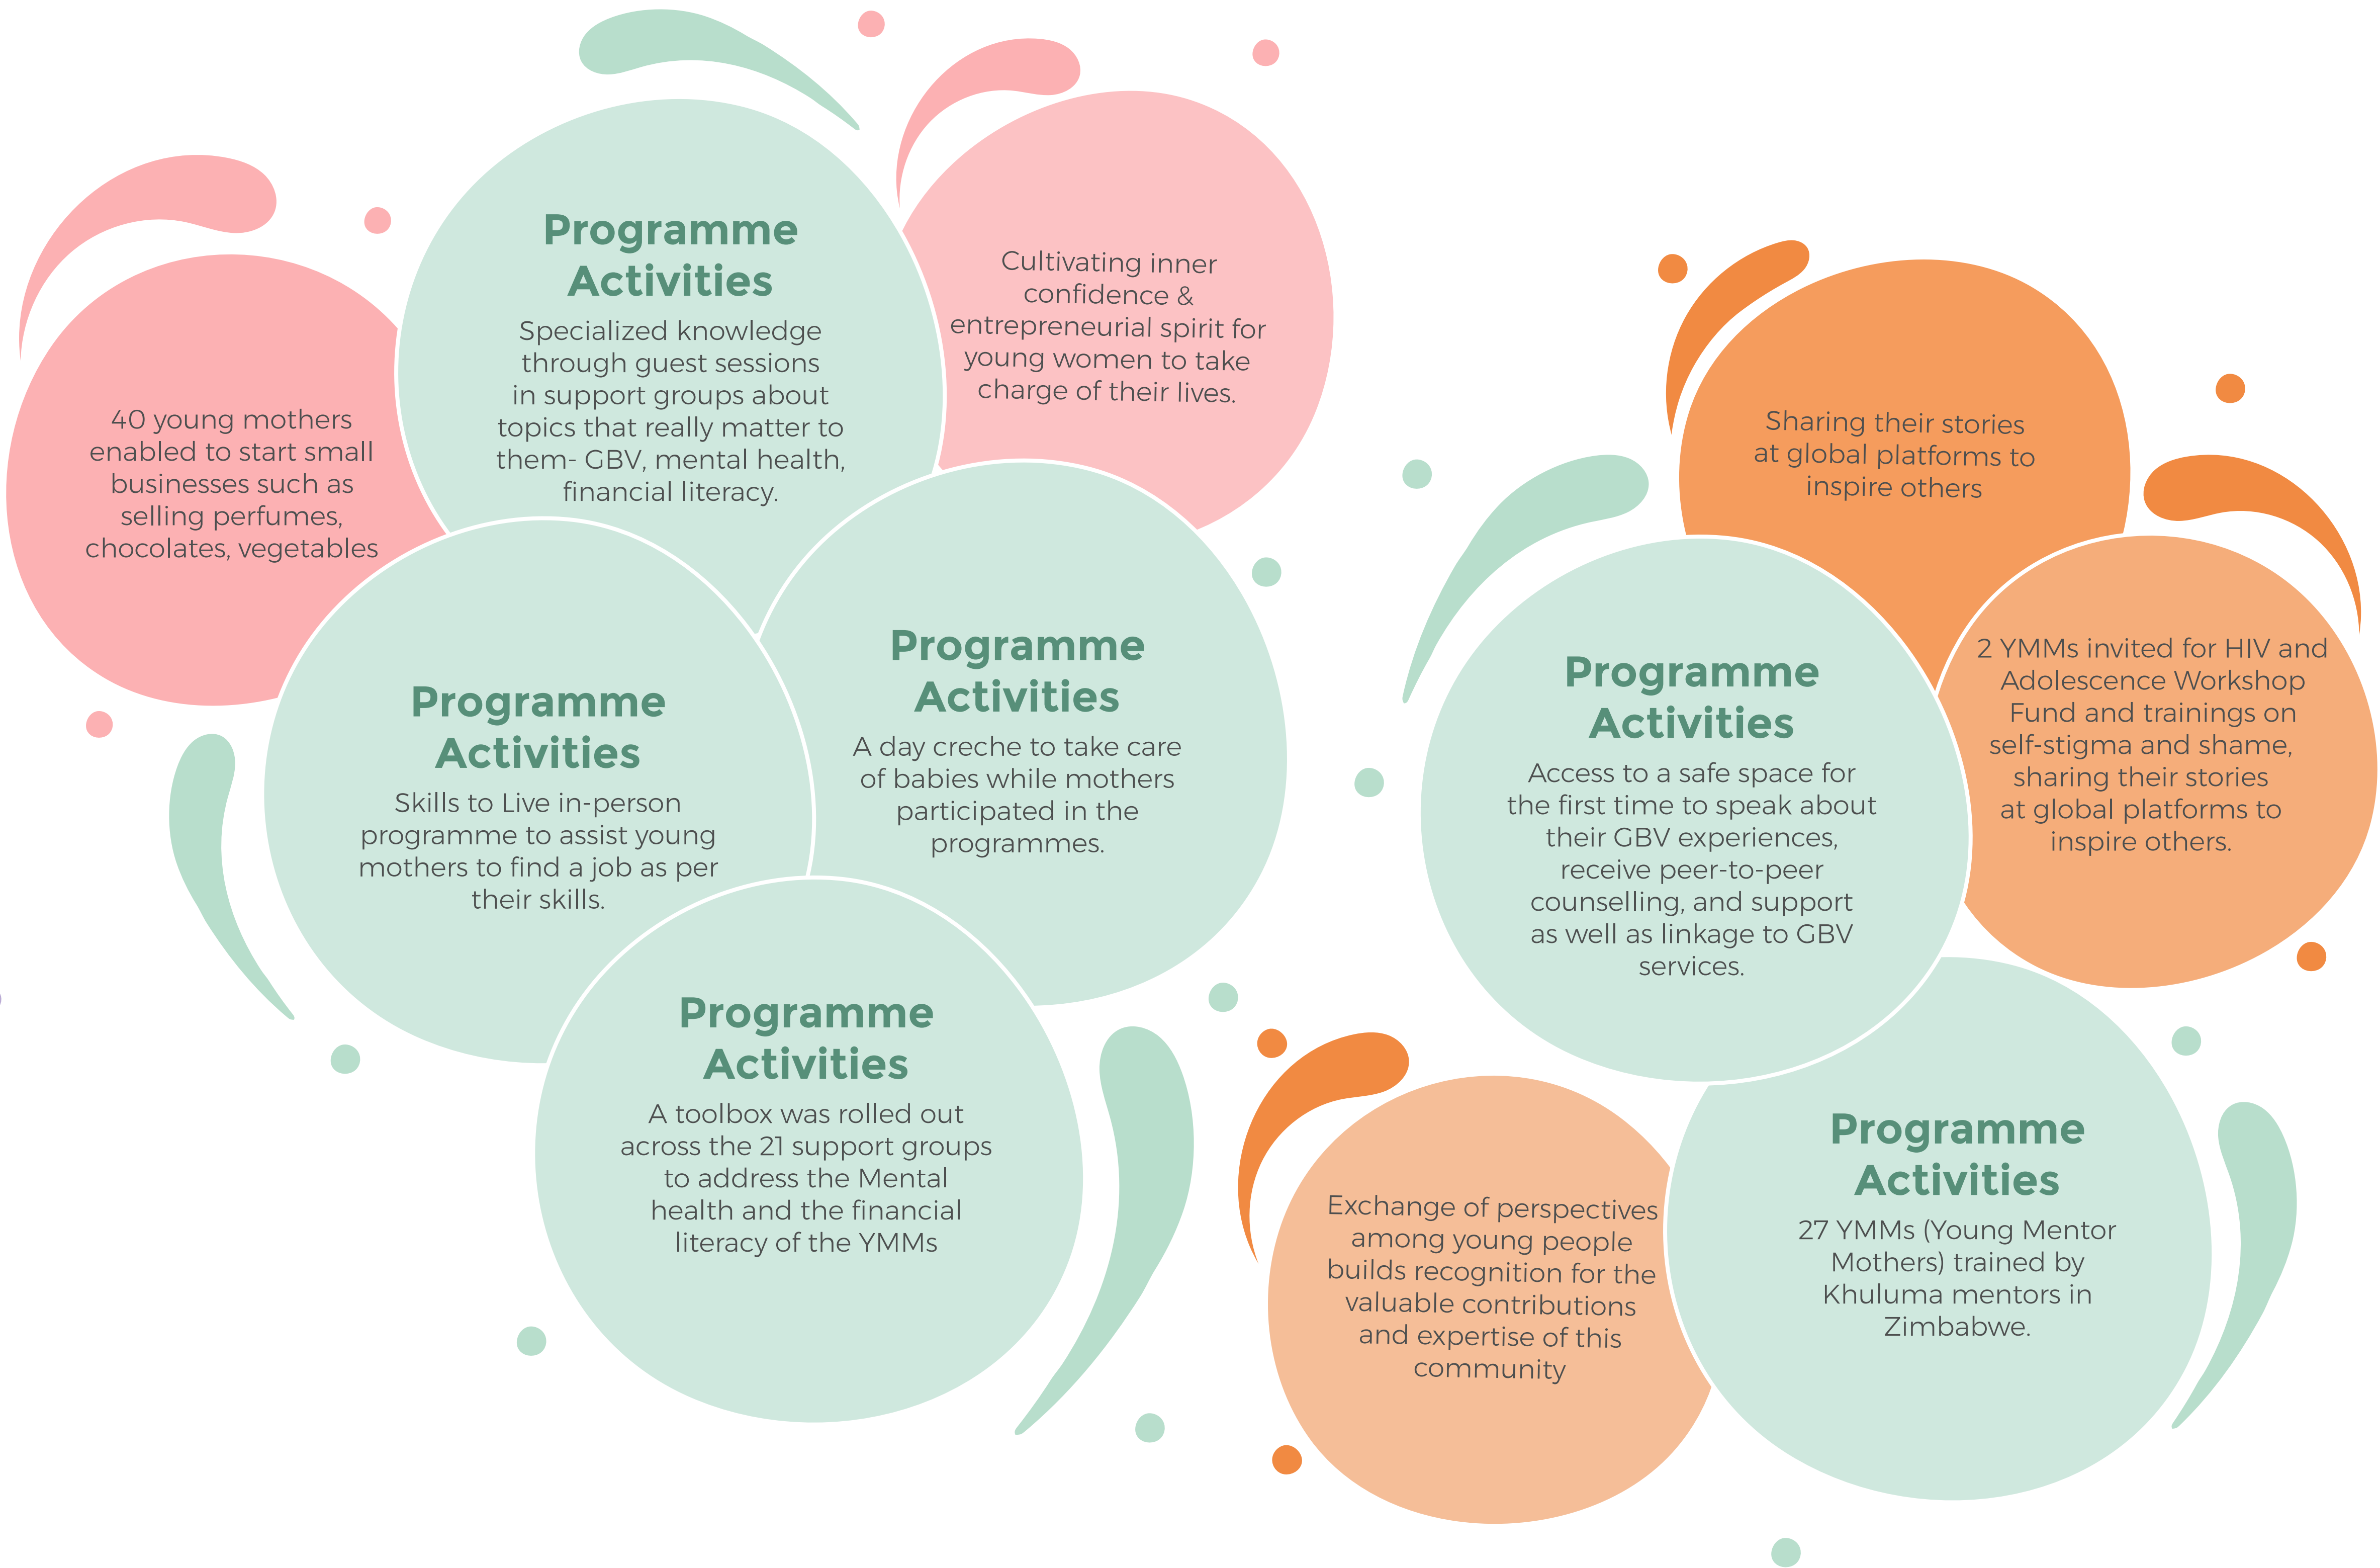 Programme
Activities
Specialized knowledge
through guest sessions
in support groups about
topics that really matter to
them- GBV, mental health,
financial literacy.
Cultivating inner
confidence &
entrepreneurial spirit for
young women to take
charge of their lives.
40 young mothers
enabled to start small
businesses such as
selling perfumes,
chocolates, vegetables
Programme
Activities
Skills to Live in-person
programme to assist young
mothers to find a job as per
their skills.
Programme
Activities
A day creche to take care
of babies while mothers
participated in the
programmes.
Programme
Activities
A toolbox was rolled out
across the 21 support groups
to address the Mental
health and the financial
literacy of the YMMs
Sharing their stories
at global platforms to
inspire others
Programme
Activities
Access to a safe space for
the first time to speak about
their GBV experiences,
receive peer-to-peer
counselling, and support
as well as linkage to GBV
services.
2 YMMs invited for HIV and
Adolescence Workshop
Fund and trainings on
self-stigma and shame,
sharing their stories
at global platforms to
inspire others.
Exchange of perspectives
among young people
builds recognition for the
valuable contributions
and expertise of this
community
Programme
Activities
27 YMMs (Young Mentor
Mothers) trained by
Khuluma mentors in
Zimbabwe.